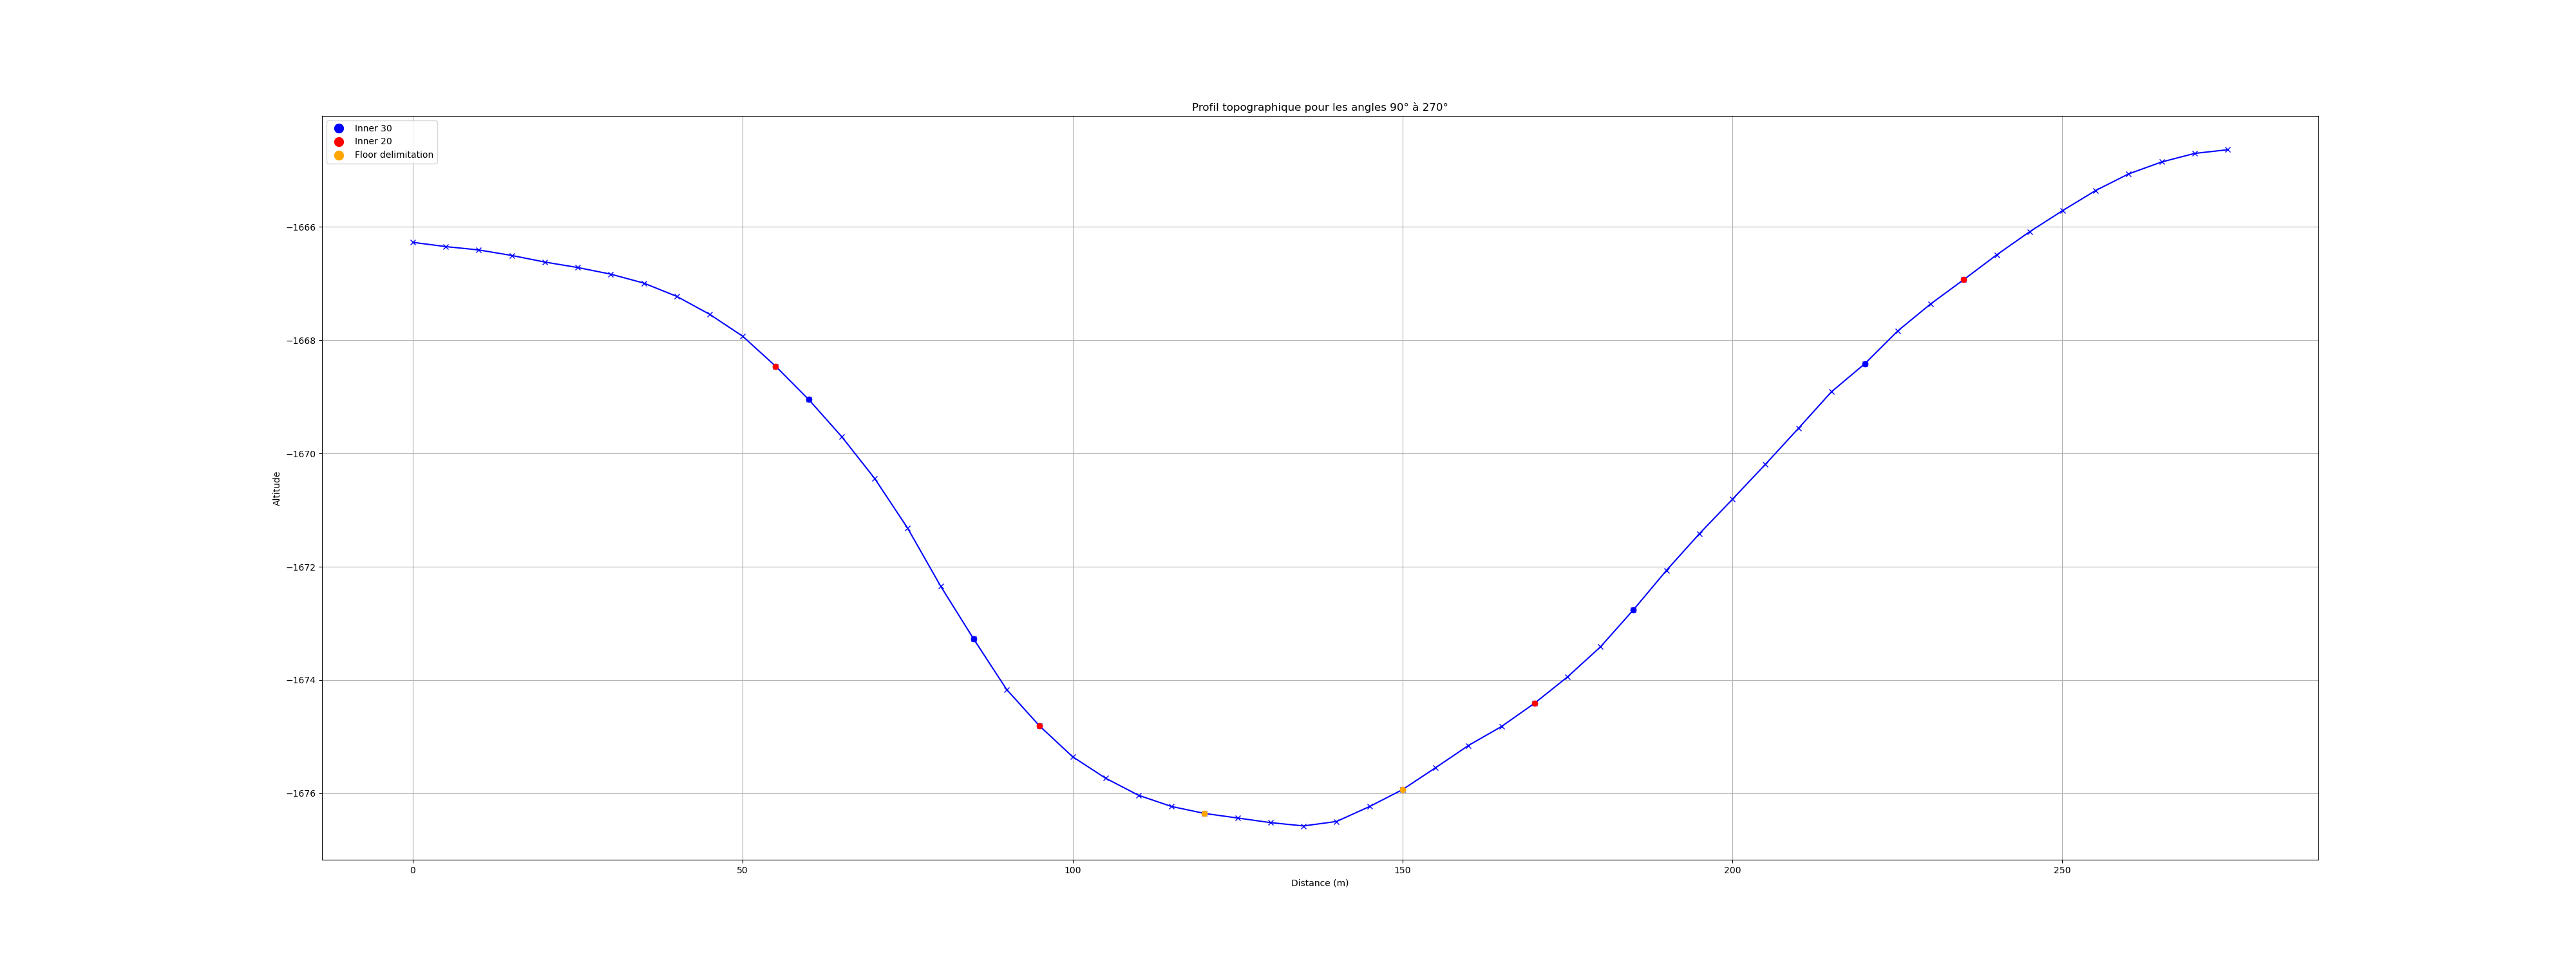 Profil topographique pour les angles 90° à 270°
Inner 30
Inner 20
Floor delimitation
Altitude
−1666
−1668
−1670
−1672
−1674
−1676
0
50
100
150
200
250
Distance (m)